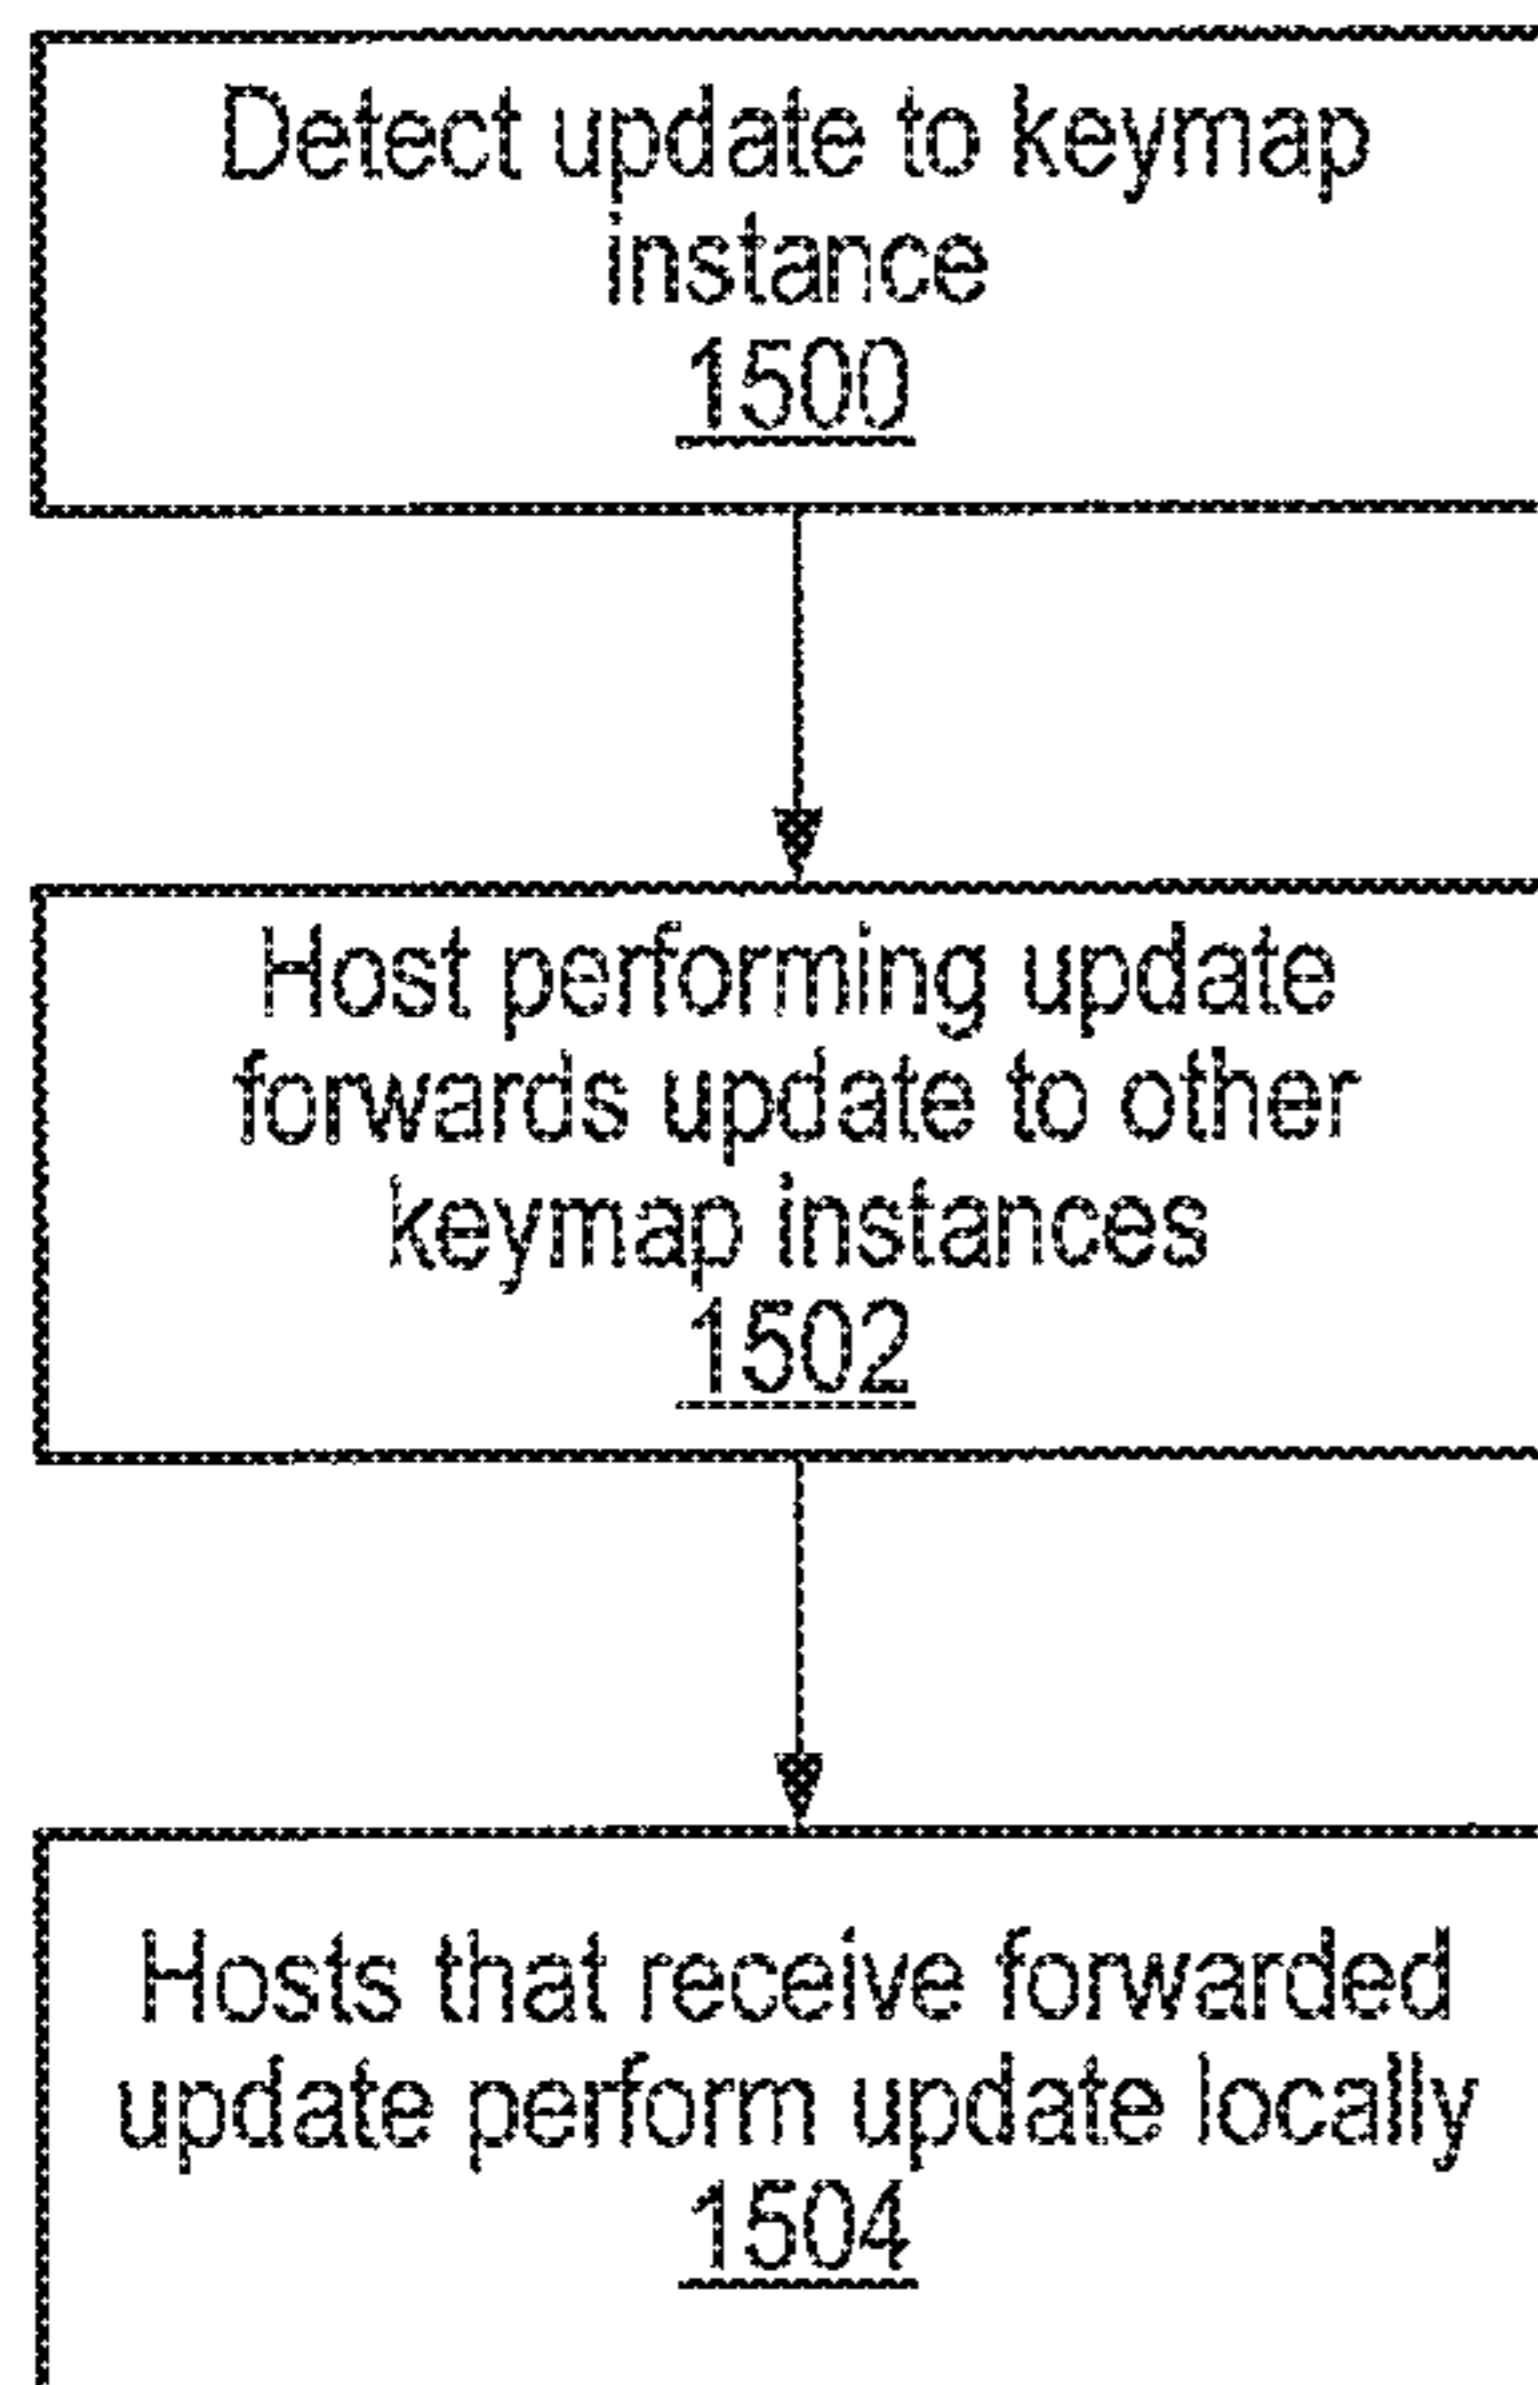 Detect update to keymap
instance
1500
Host performing update
forwards update to other
keymap instances
1502
Hosts that receive forwarded
update perform update locally
1504